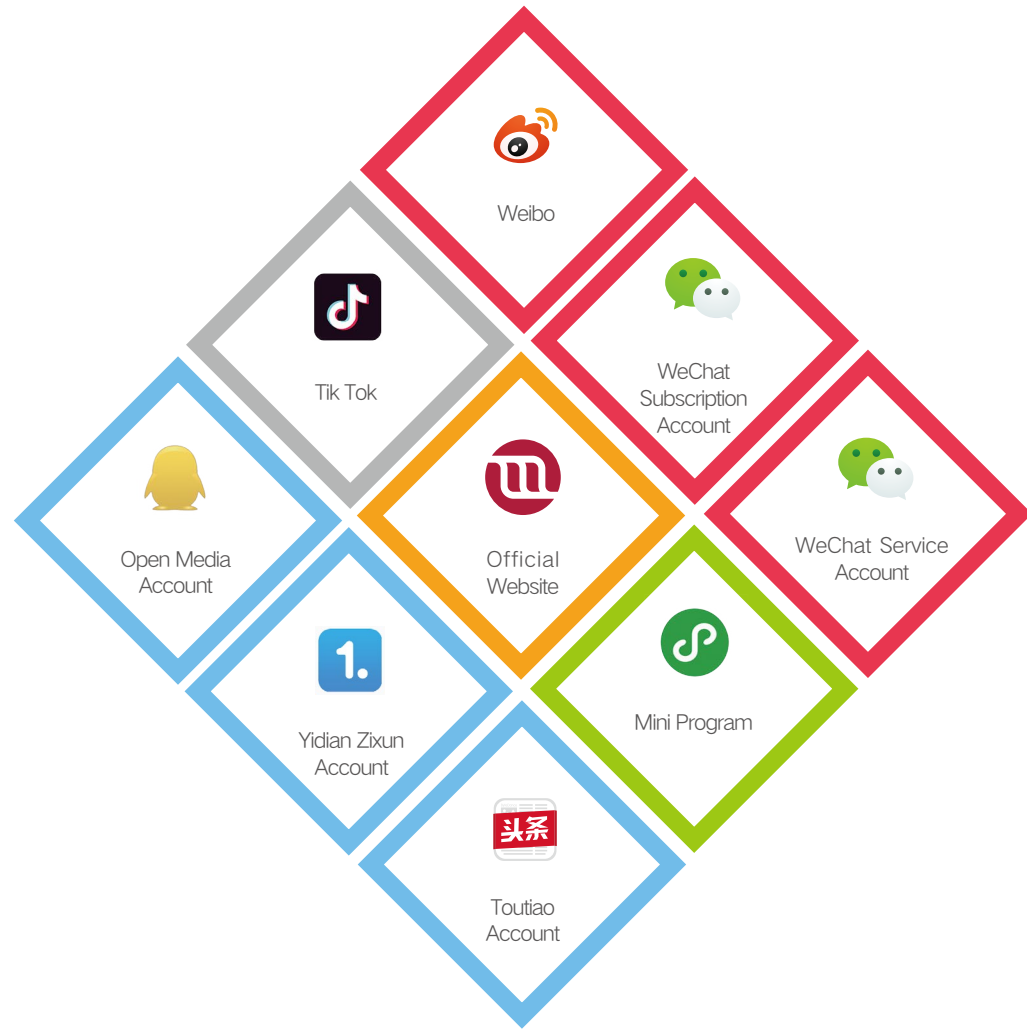 Weibo
WeChat
Subscription
Account
Tik Tok
WeChat Service
Account
Official
Website
Open Media
Account
Mini Program
1.
Yidian Zixun
Account
头条
Toutiao
Account